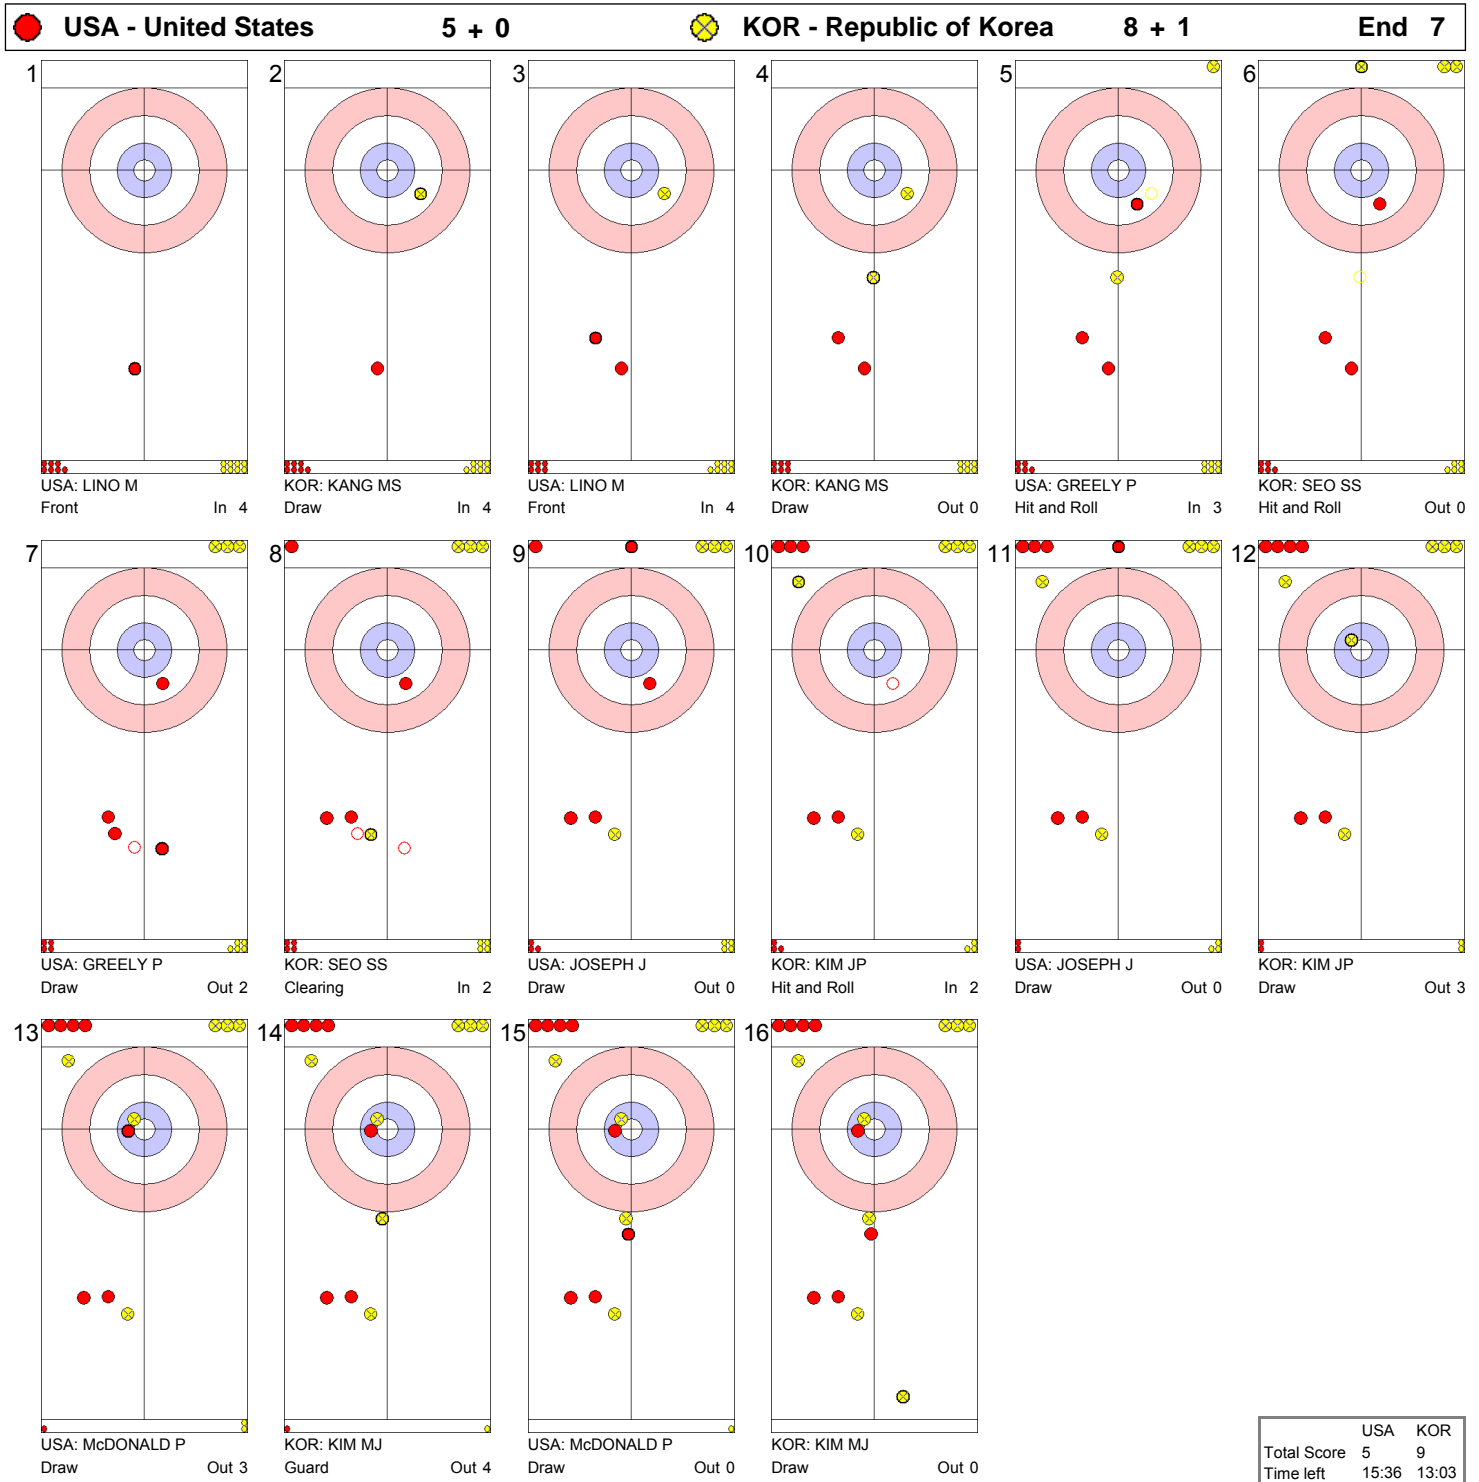 USA - United States 5 + 0 KOR - Republic of Korea 8 + 1 End 7
1 2 3 4 5 6
USA: LINO M KOR: KANG MS USA: LINO M KOR: KANG MS USA: GREELY P KOR: SEO SS
Front In 4 Draw In 4 Front In 4 Draw Out 0 Hit and Roll In 3 Hit and Roll Out 0
7 8 9 10 11 12
USA: GREELY P KOR: SEO SS USA: JOSEPH J KOR: KIM JP USA: JOSEPH J KOR: KIM JP
Draw Out 2 Clearing In 2 Draw Out 0 Hit and Roll In 2 Draw Out 0 Draw Out 3
13 14 15 16
USA: McDONALD P KOR: KIM MJ USA: McDONALD P KOR: KIM MJ
Draw Out 3 Guard Out 4 Draw Out 0 Draw Out 0
USA KOR
Total Score 5 9
Time left 15:36 13:03